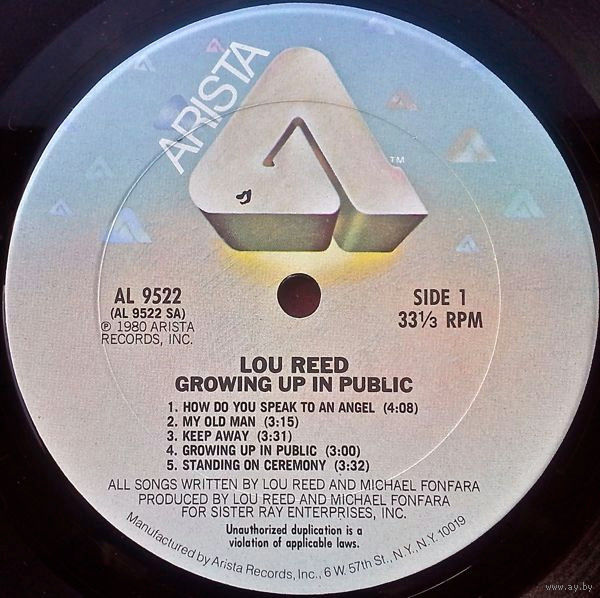 ARISTA
TM
AL 9522
(AL 9522 SA)
℗ 1980 ARISTA
RECORDS, INC.
SIDE 1
33⅓ RPM
LOU REED
GROWING UP IN PUBLIC
1. HOW DO YOU SPEAK TO AN ANGEL (4:08)
2. MY OLD MAN (3:15)
3. KEEP AWAY (3:31)
4. GROWING UP IN PUBLIC (3:00)
5. STANDING ON CEREMONY (3:32)
ALL SONGS WRITTEN BY LOU REED AND MICHAEL FONFARA
PRODUCED BY LOU REED AND MICHAEL FONFARA
FOR SISTER RAY ENTERPRISES, INC.
Unauthorized duplication is a
violation of applicable laws.
Manufactured by Arista Records, Inc., 6 W. 57th St., N.Y., N.Y. 10019
www.ay.by